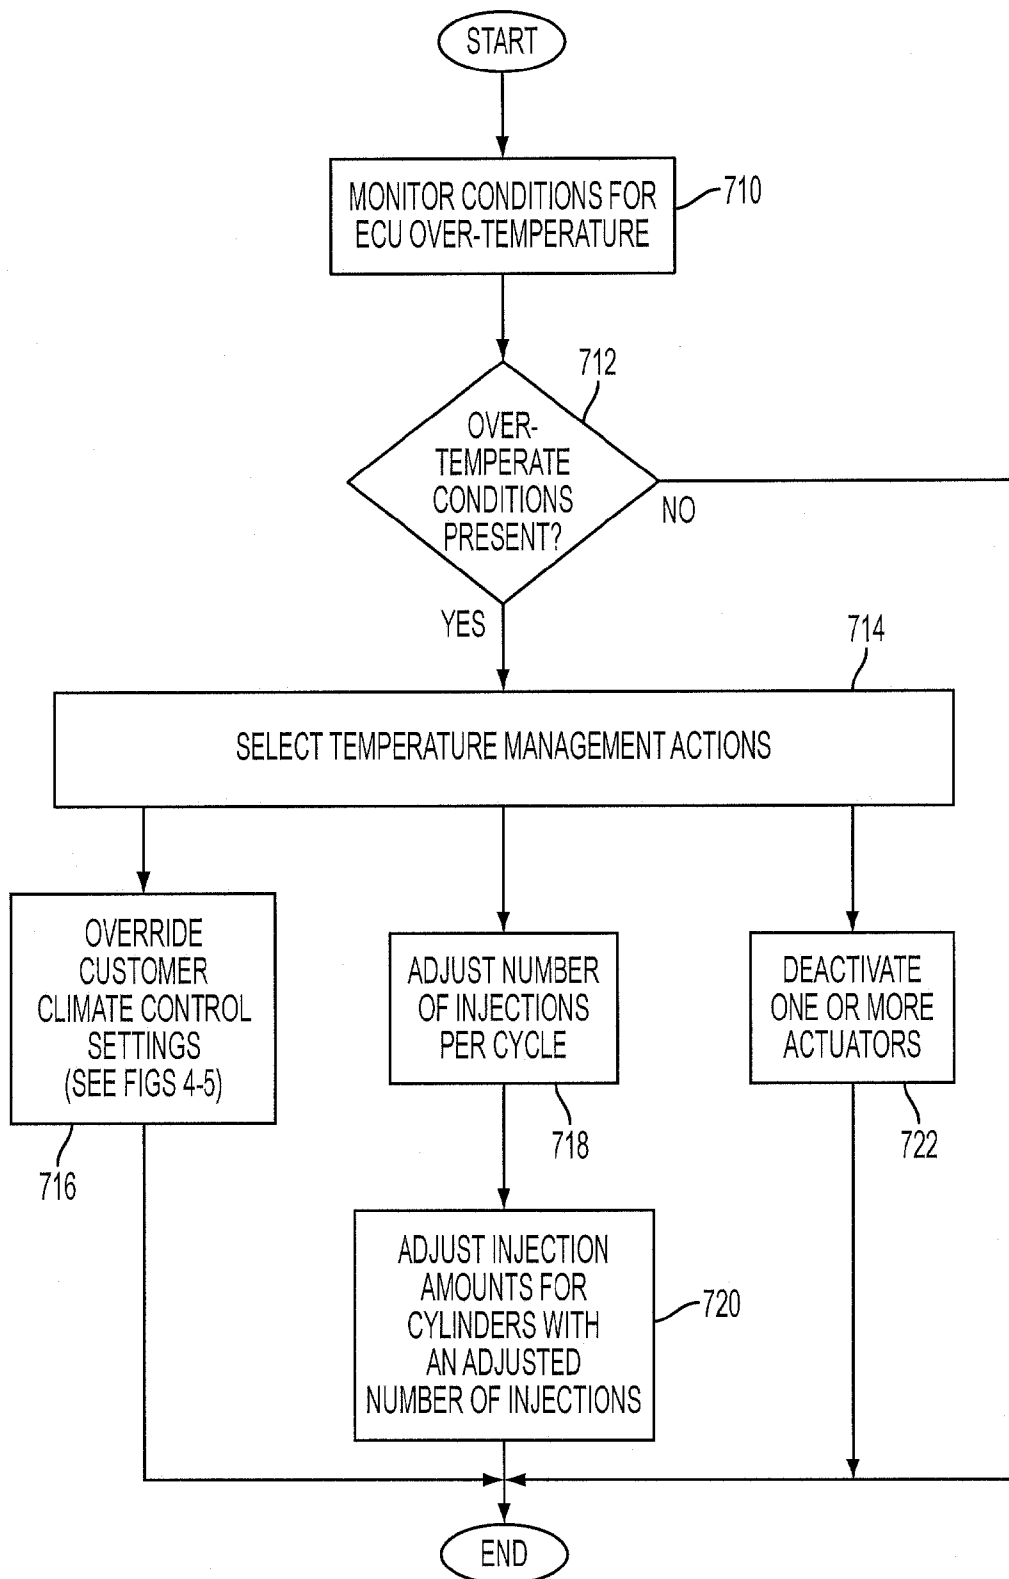 START
MONITOR CONDITIONS FOR
ECU OVER-TEMPERATURE
710
712
OVER-
TEMPERATE
CONDITIONS
PRESENT?
NO
YES
714
SELECT TEMPERATURE MANAGEMENT ACTIONS
OVERRIDE
CUSTOMER
CLIMATE CONTROL
SETTINGS
(SEE FIGS 4-5)
716
ADJUST NUMBER
OF INJECTIONS
PER CYCLE
718
DEACTIVATE
ONE OR MORE
ACTUATORS
722
ADJUST INJECTION
AMOUNTS FOR
CYLINDERS WITH
AN ADJUSTED
NUMBER OF INJECTIONS
720
END